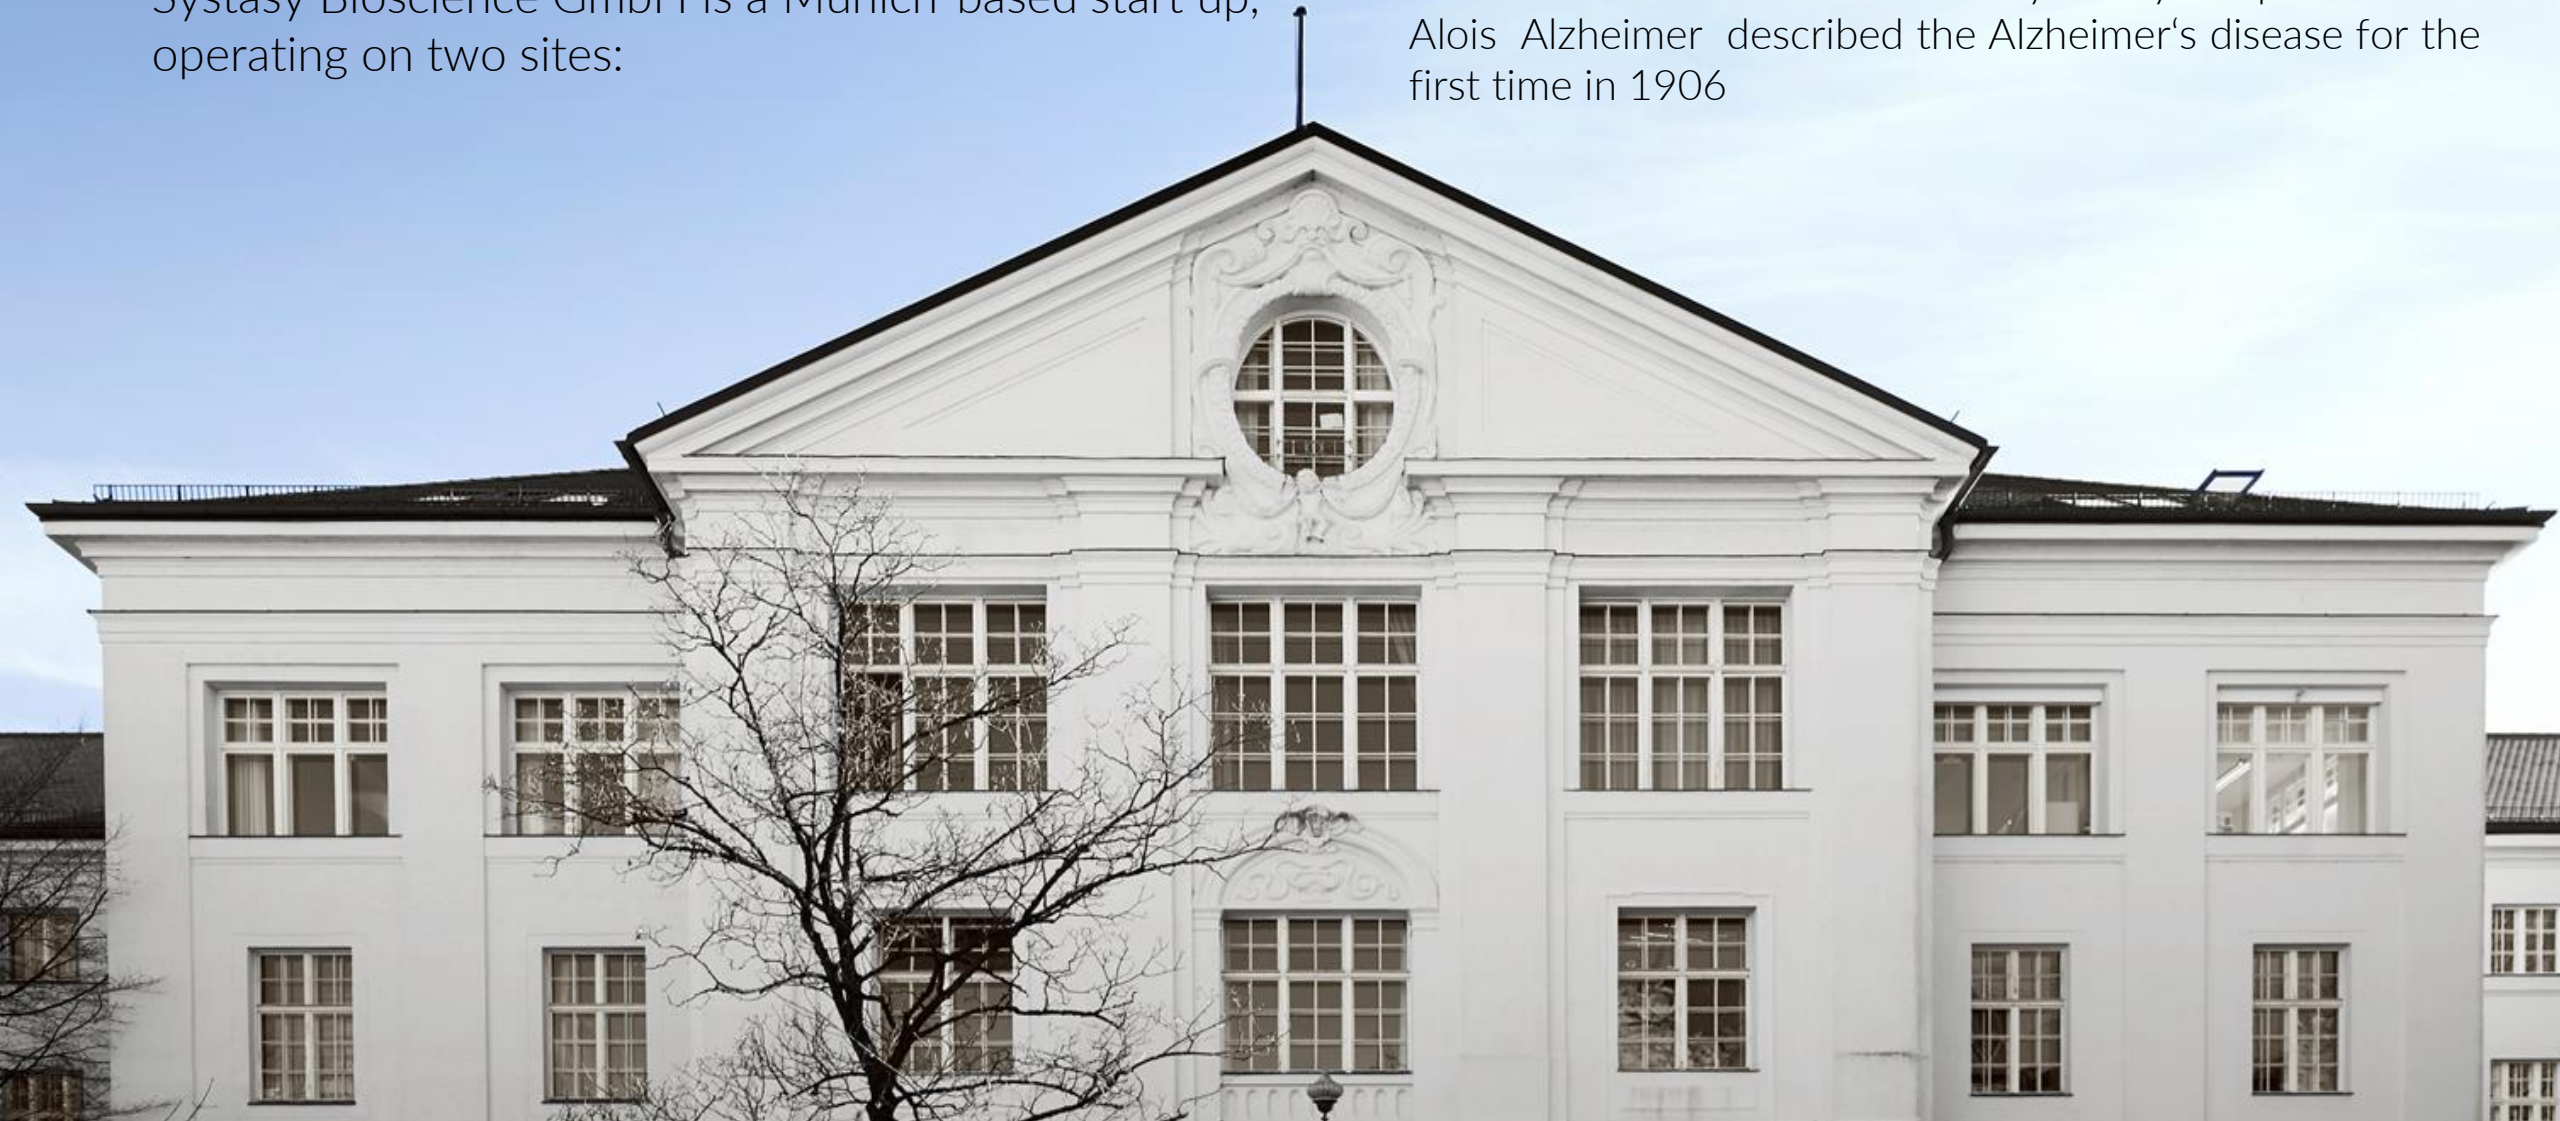 Systasy Bioscience GmbH is a Munich-based start-up,
operating on two sites:
Alois Alzheimer described the Alzheimer‘s disease for the
first time in 1906